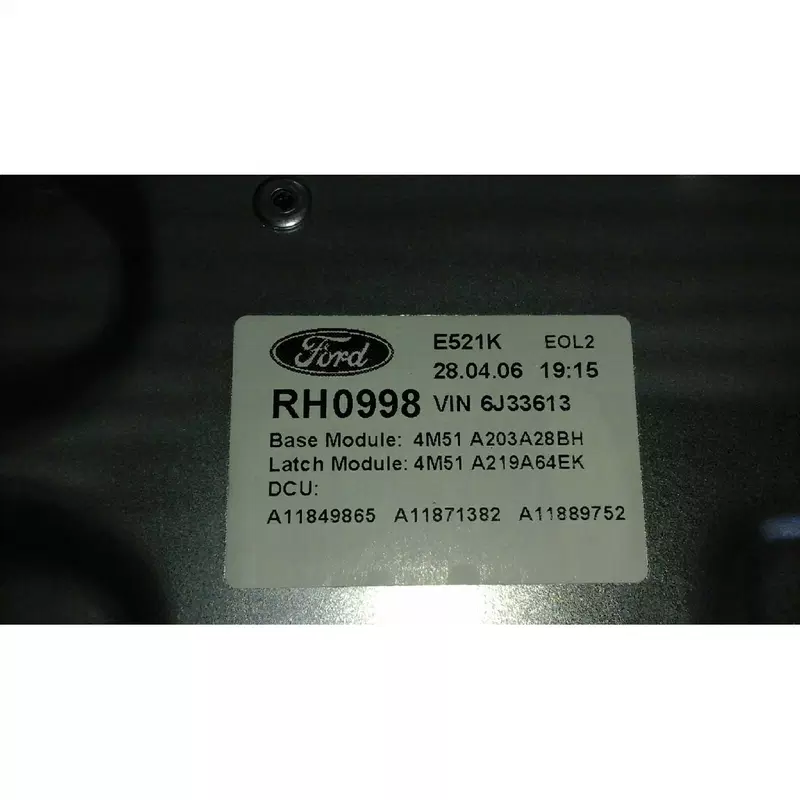 Ford
E521K EOL2
28.04.06 19:15
RH0998 VIN 6J33613
Base Module: 4M51 A203A28BH
Latch Module: 4M51 A219A64EK
DCU:
A11849865 A11871382 A11889752